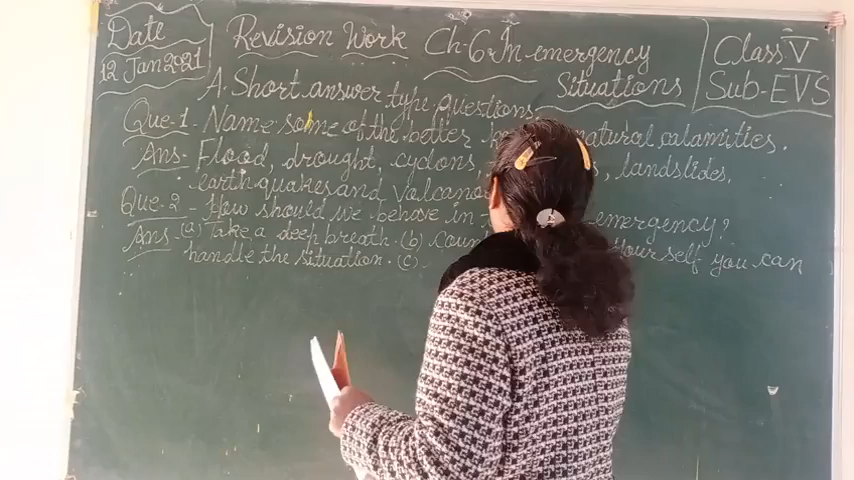 Date
12 Jan 2021
Revision Work Ch-6 In emergency
Situations
Class V
Sub-EVS
A. Short answer type questions.
Que-1 - Name some of the better natural calamities.
Ans- Flood, drought, cyclons, landslides,
earthquakes and Volcano
Que-2 - How should we behave in emergency?
Ans- (a) Take a deep breath. (b) Yourself you can
handle the situation. (c)